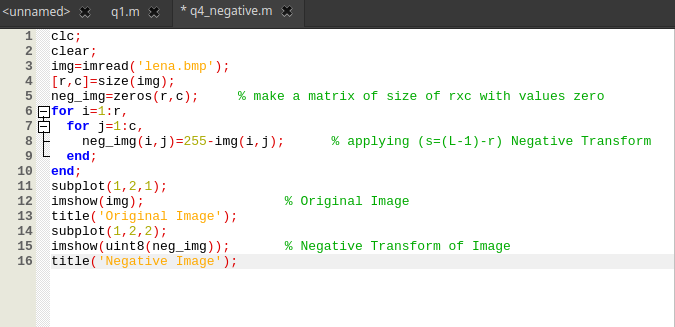 <unnamed> q1.m * q4_negative.m
1 clc;
2 clear;
3 img=imread('lena.bmp');
4 [r,c]=size(img);
5 neg_img=zeros(r,c); % make a matrix of size of rxc with values zero
6 for i=1:r,
7 for j=1:c,
8 neg_img(i,j)=255-img(i,j); % applying (s=(L-1)-r) Negative Transform
9 end;
10 end;
11 subplot(1,2,1);
12 imshow(img); % Original Image
13 title('Original Image');
14 subplot(1,2,2);
15 imshow(uint8(neg_img)); % Negative Transform of Image
16 title('Negative Image');